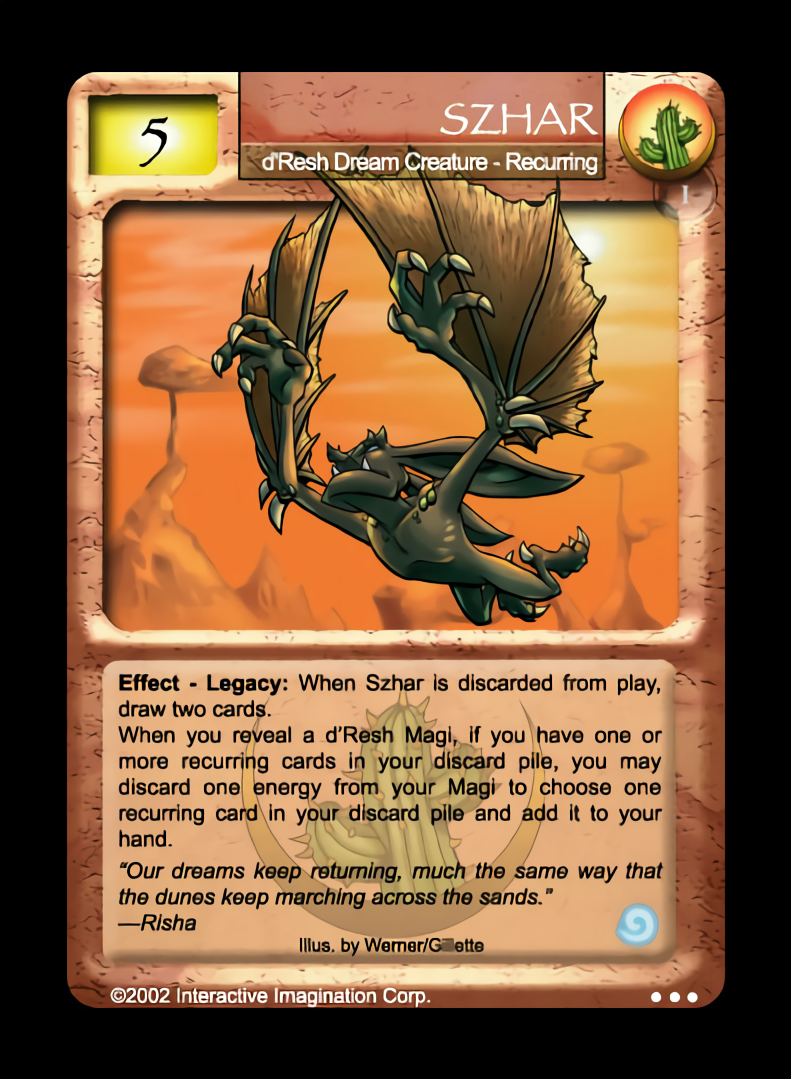 5
SZHAR
d'Resh Dream Creature - Recurring
I
Effect - Legacy: When Szhar is discarded from play,
draw two cards.
When you reveal a d'Resh Magi, if you have one or
more recurring cards in your discard pile, you may
discard one energy from your Magi to choose one
recurring card in your discard pile and add it to your
hand.
“Our dreams keep returning, much the same way that
the dunes keep marching across the sands.”
—Risha
Illus. by
©2002 Interactive Imagination Corp.